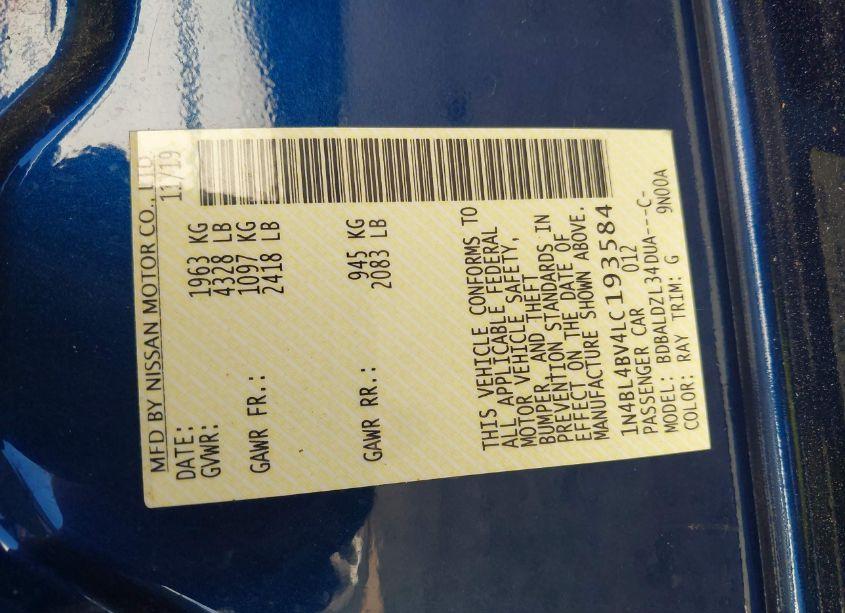 MFD BY NISSAN MOTOR CO., LTD
DATE: 11/19
GVWR: 1963 KG
4328 LB
GAWR FR.: 1097 KG
2418 LB
GAWR RR.: 945 KG
2083 LB
THIS VEHICLE CONFORMS TO
ALL APPLICABLE FEDERAL
MOTOR VEHICLE SAFETY,
BUMPER, AND THEFT
PREVENTION STANDARDS IN
EFFECT ON THE DATE OF
MANUFACTURE SHOWN ABOVE.
1N4BL4BV4LC193584
PASSENGER CAR 012
MODEL: BDBALDZL34DUA---C-
COLOR: RAY TRIM: G 9N00A